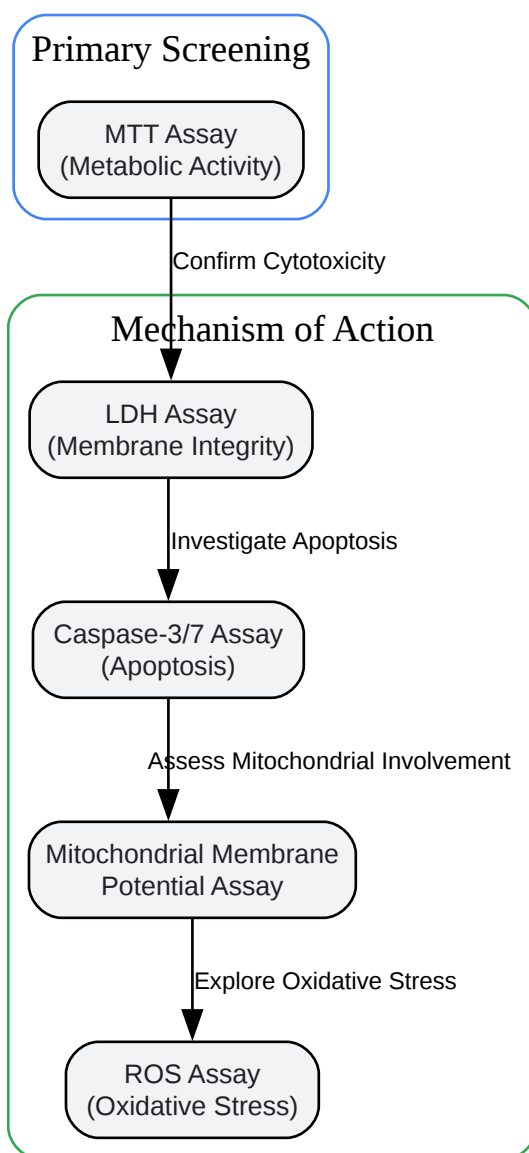 Primary Screening
MTT Assay
(Metabolic Activity)
Confirm Cytotoxicity
Mechanism of Action
LDH Assay
(Membrane Integrity)
Investigate Apoptosis
Caspase-3/7 Assay
(Apoptosis)
Assess Mitochondrial Involvement
Mitochondrial Membrane
Potential Assay
Explore Oxidative Stress
ROS Assay
(Oxidative Stress)